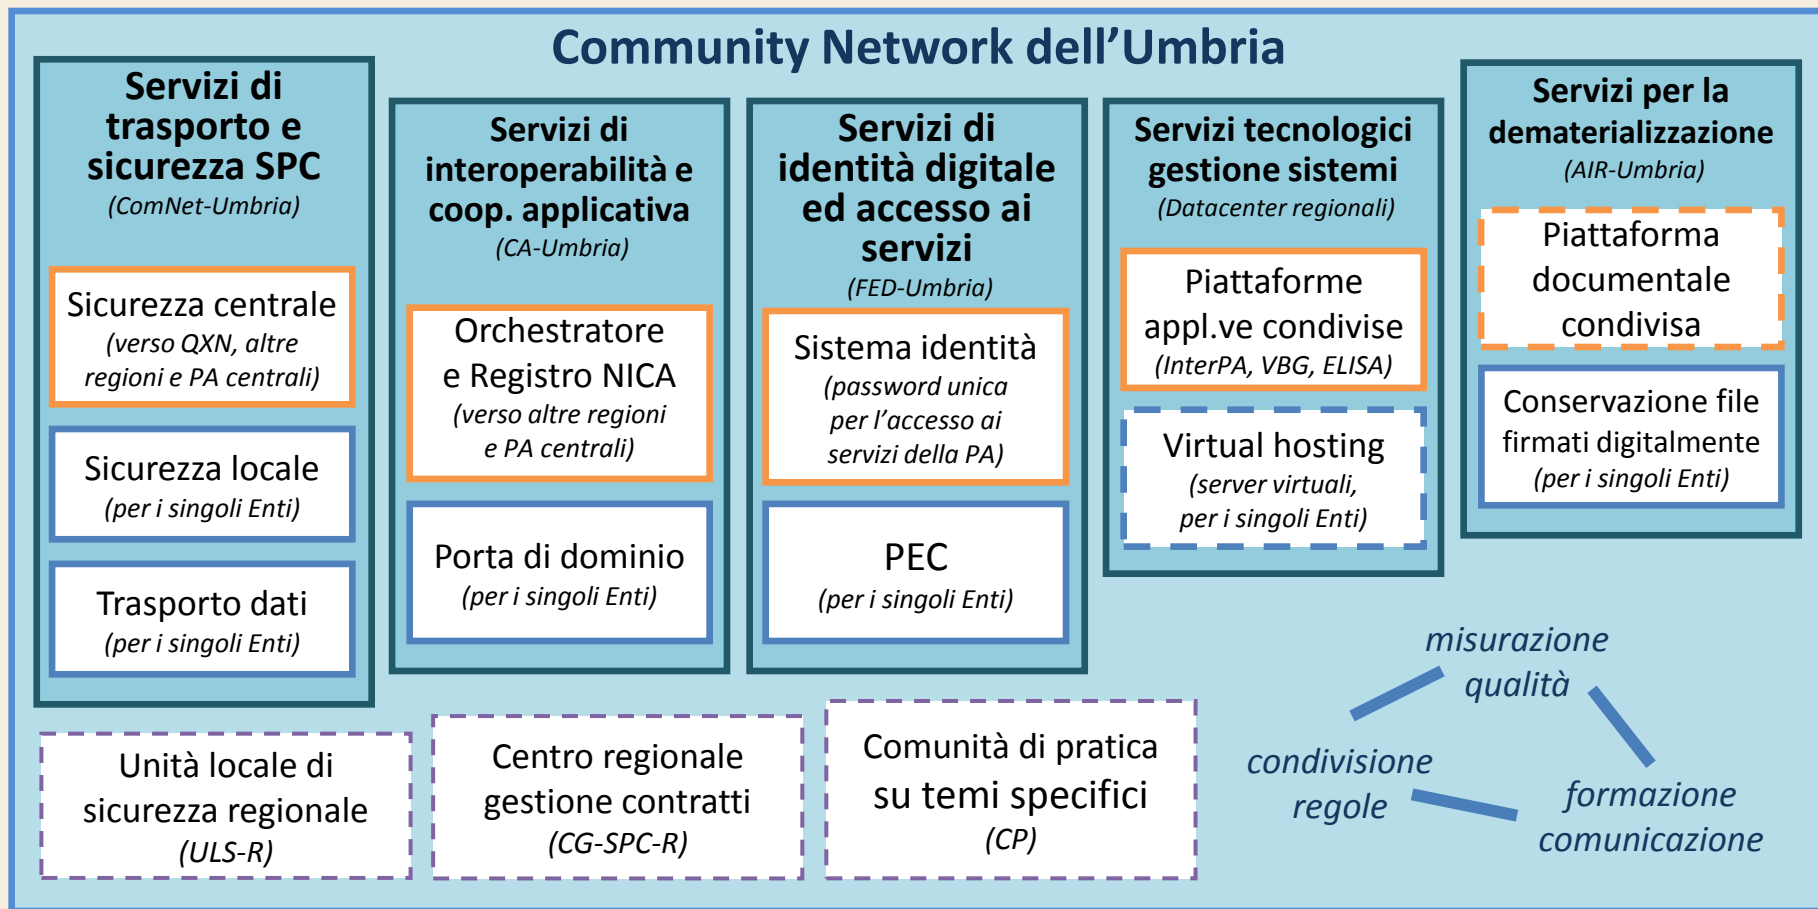 Community Network dell’Umbria
Servizi di
trasporto e
sicurezza SPC
(ComNet-Umbria)
Sicurezza centrale
(verso QXN, altre
regioni e PA centrali)
Sicurezza locale
(per i singoli Enti)
Trasporto dati
(per i singoli Enti)
Servizi di
interoperabilità e
coop. applicativa
(CA-Umbria)
Orchestratore
e Registro NICA
(verso altre regioni
e PA centrali)
Porta di dominio
(per i singoli Enti)
Servizi di
identità digitale
ed accesso ai
servizi
(FED-Umbria)
Sistema identità
(password unica
per l’accesso ai
servizi della PA)
PEC
(per i singoli Enti)
Servizi tecnologici
gestione sistemi
(Datacenter regionali)
Piattaforme
appl.ve condivise
(InterPA, VBG, ELISA)
Virtual hosting
(server virtuali,
per i singoli Enti)
Servizi per la
dematerializzazione
(AIR-Umbria)
Piattaforma
documentale
condivisa
Conservazione file
firmati digitalmente
(per i singoli Enti)
Unità locale di
sicurezza regionale
(ULS-R)
Centro regionale
gestione contratti
(CG-SPC-R)
Comunità di pratica
su temi specifici
(CP)
misurazione
qualità
condivisione
regole
formazione
comunicazione